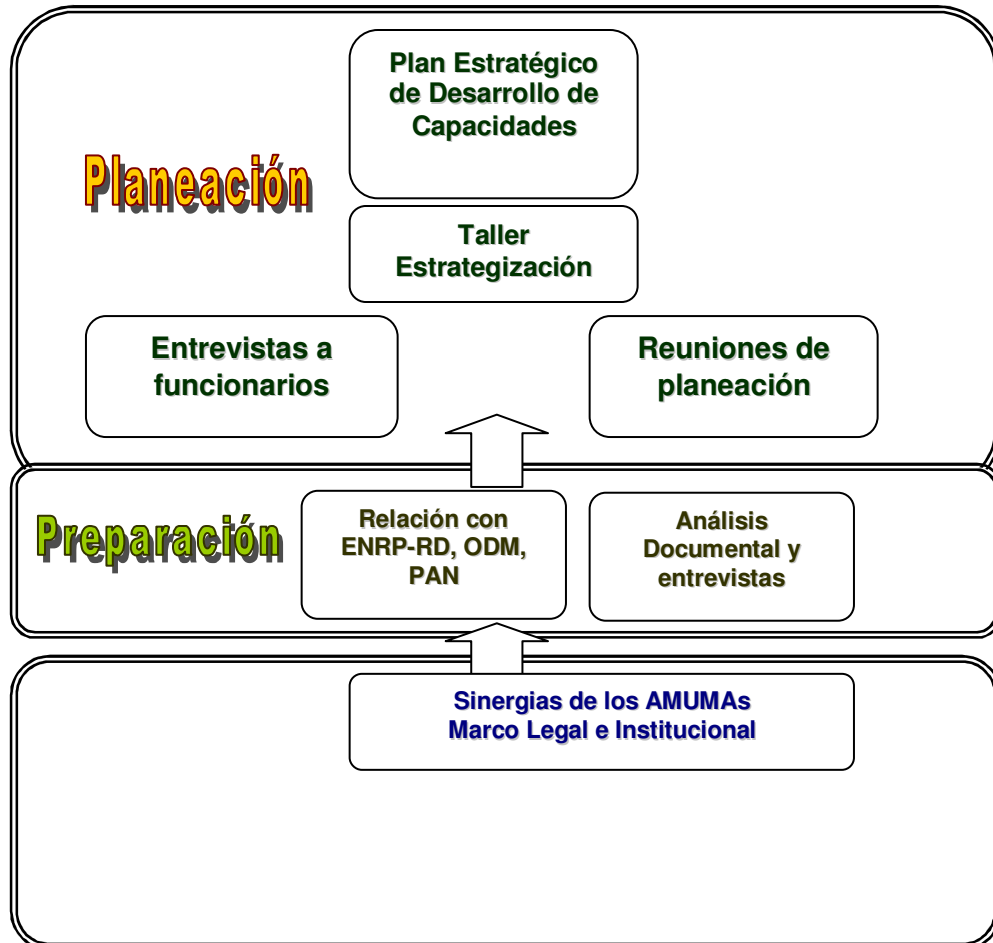 Plan Estratégico
de Desarrollo de
Capacidades
Planeación
Taller
Estrategización
Entrevistas a
funcionarios
Reuniones de
planeación
Preparación
Relación con
ENRP-RD, ODM,
PAN
Análisis
Documental y
entrevistas
Sinergias de los AMUMAs
Marco Legal e Institucional